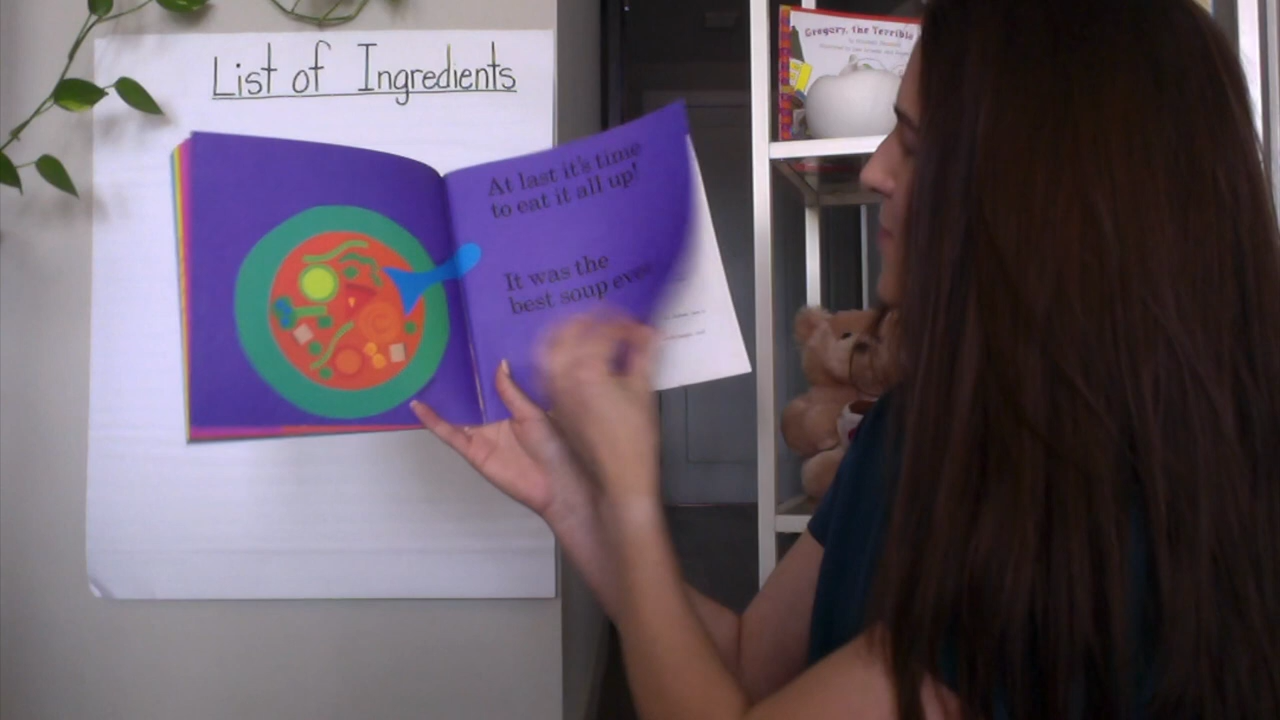 List of Ingredients
Gregory, the Terrible
At last it's time
to eat it all up!
It was the
best soup ever